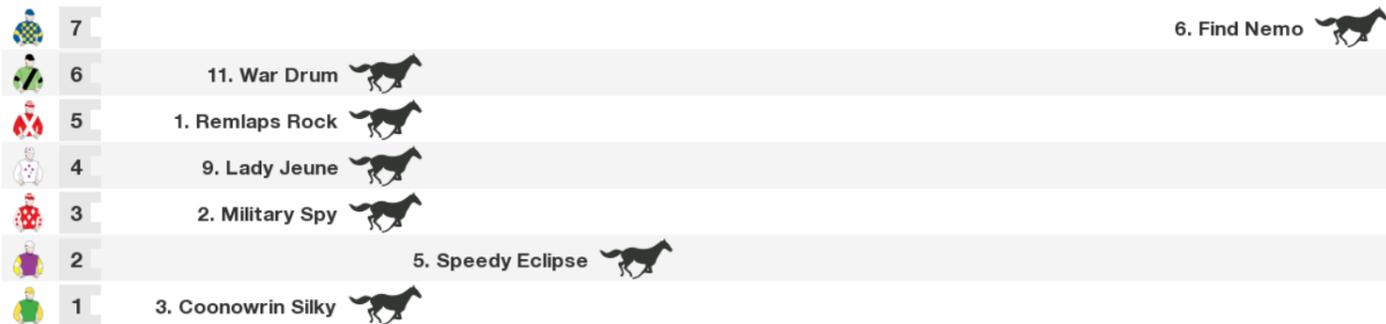 7 6. Find Nemo
6 11. War Drum
5 1. Remlaps Rock
4 9. Lady Jeune
3 2. Military Spy
2 5. Speedy Eclipse
1 3. Coonowrin Silky